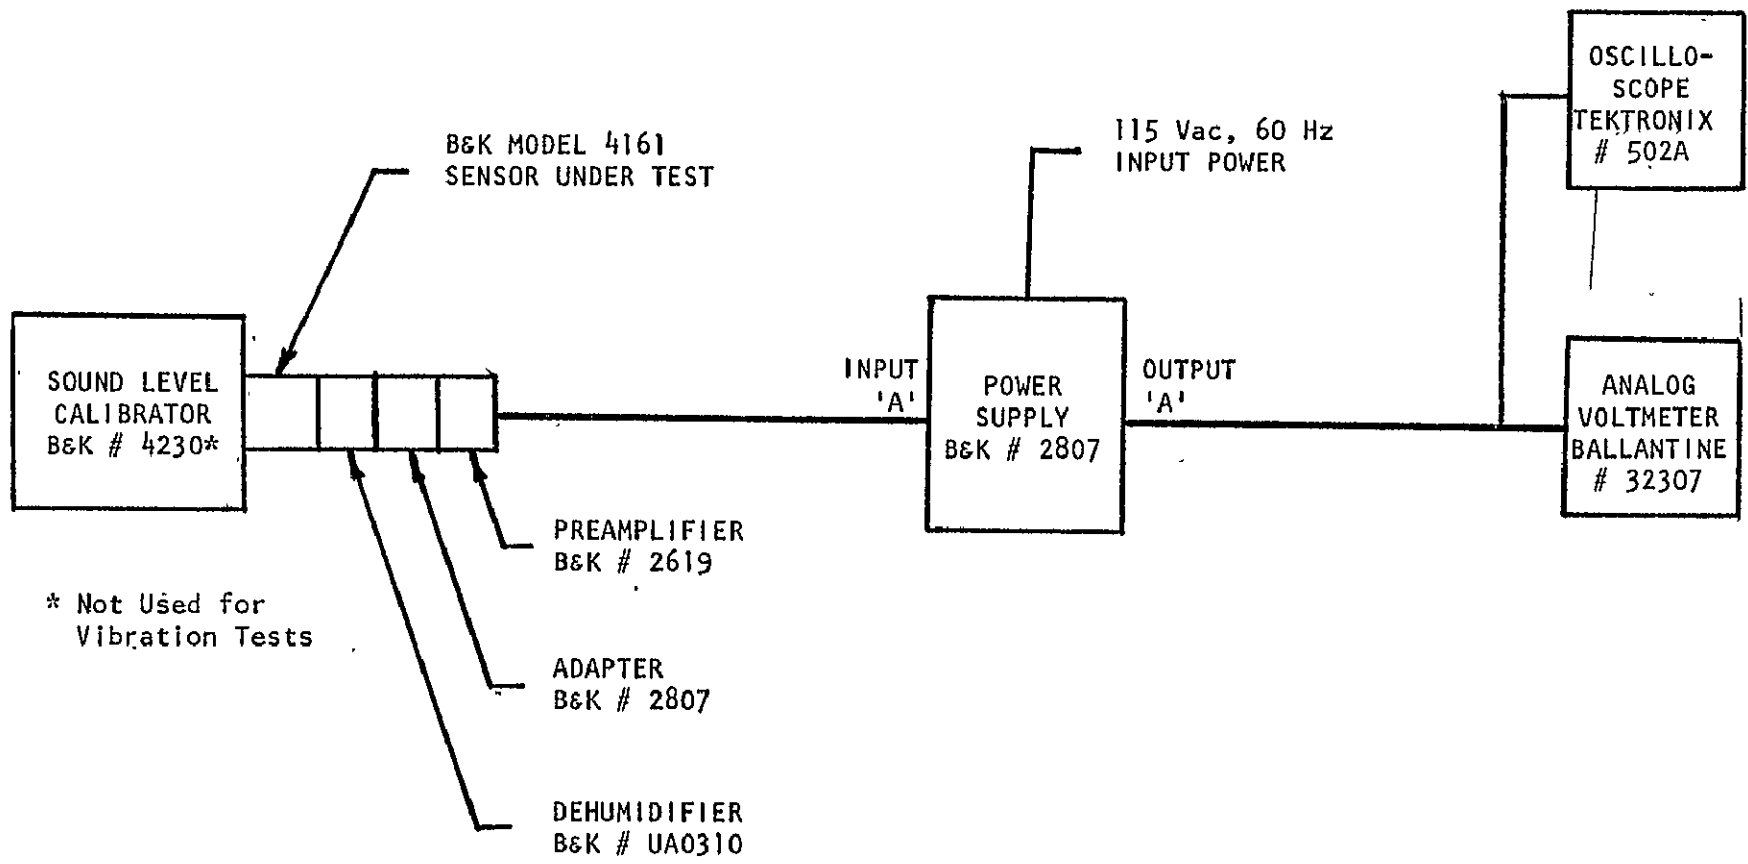 OSCILLO-
SCOPE
TEKTRONIX
# 502A
B&K MODEL 4161
SENSOR UNDER TEST
115 Vac, 60 Hz
INPUT POWER
SOUND LEVEL
CALIBRATOR
B&K # 4230*
INPUT
'A'
POWER
SUPPLY
B&K # 2807
OUTPUT
'A'
ANALOG
VOLTMETER
BALLANTINE
# 32307
PREAMPLIFIER
B&K # 2619
* Not Used for
Vibration Tests
ADAPTER
B&K # 2807
DEHUMIDIFIER
B&K # UA0310